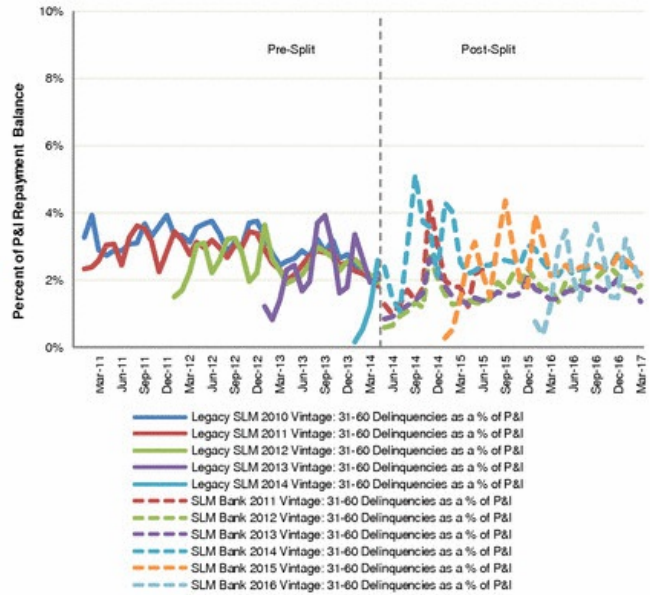 10%
Pre-Split
Post-Split
8%
6%
4%
2%
0%
Percent of P&I Repayment Balance
Mar-11
Jun-11
Sep-11
Dec-11
Mar-12
Jun-12
Sep-12
Dec-12
Mar-13
Jun-13
Sep-13
Dec-13
Mar-14
Jun-14
Sep-14
Dec-14
Mar-15
Jun-15
Sep-15
Dec-15
Mar-16
Jun-16
Sep-16
Dec-16
Mar-17
Legacy SLM 2010 Vintage: 31-60 Delinquencies as a % of P&I
Legacy SLM 2011 Vintage: 31-60 Delinquencies as a % of P&I
Legacy SLM 2012 Vintage: 31-60 Delinquencies as a % of P&I
Legacy SLM 2013 Vintage: 31-60 Delinquencies as a % of P&I
Legacy SLM 2014 Vintage: 31-60 Delinquencies as a % of P&I
SLM Bank 2011 Vintage: 31-60 Delinquencies as a % of P&I
SLM Bank 2012 Vintage: 31-60 Delinquencies as a % of P&I
SLM Bank 2013 Vintage: 31-60 Delinquencies as a % of P&I
SLM Bank 2014 Vintage: 31-60 Delinquencies as a % of P&I
SLM Bank 2015 Vintage: 31-60 Delinquencies as a % of P&I
SLM Bank 2016 Vintage: 31-60 Delinquencies as a % of P&I